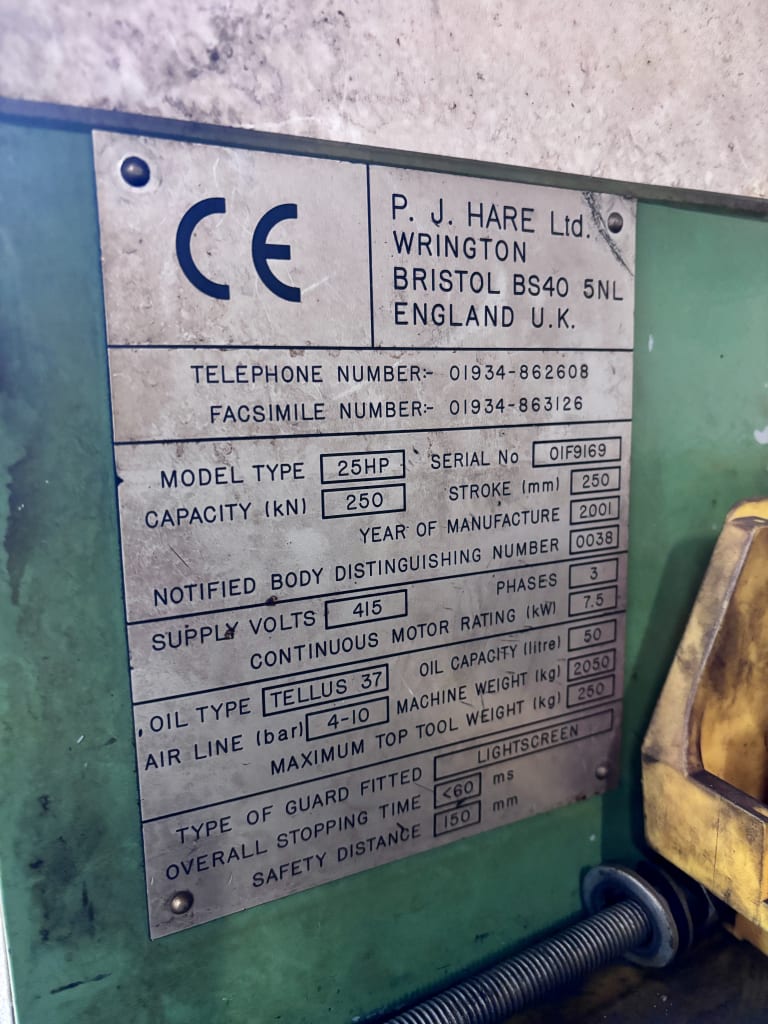 CE
P. J. HARE Ltd.
WRINGTON
BRISTOL BS40 5NL
ENGLAND U.K.
TELEPHONE NUMBER:- 01934-862608
FACSIMILE NUMBER:- 01934-863126
MODEL TYPE 25HP SERIAL No 01F9169
CAPACITY (kN) 250 STROKE (mm) 250
YEAR OF MANUFACTURE 2001
NOTIFIED BODY DISTINGUISHING NUMBER 0038
SUPPLY VOLTS 415 PHASES 3
CONTINUOUS MOTOR RATING (kW) 7.5
OIL TYPE TELLUS 37 OIL CAPACITY (litre) 50
AIR LINE (bar) 4-10 MACHINE WEIGHT (kg) 2050
MAXIMUM TOP TOOL WEIGHT (kg) 250
TYPE OF GUARD FITTED LIGHTSCREEN
OVERALL STOPPING TIME <60 ms
SAFETY DISTANCE 150 mm